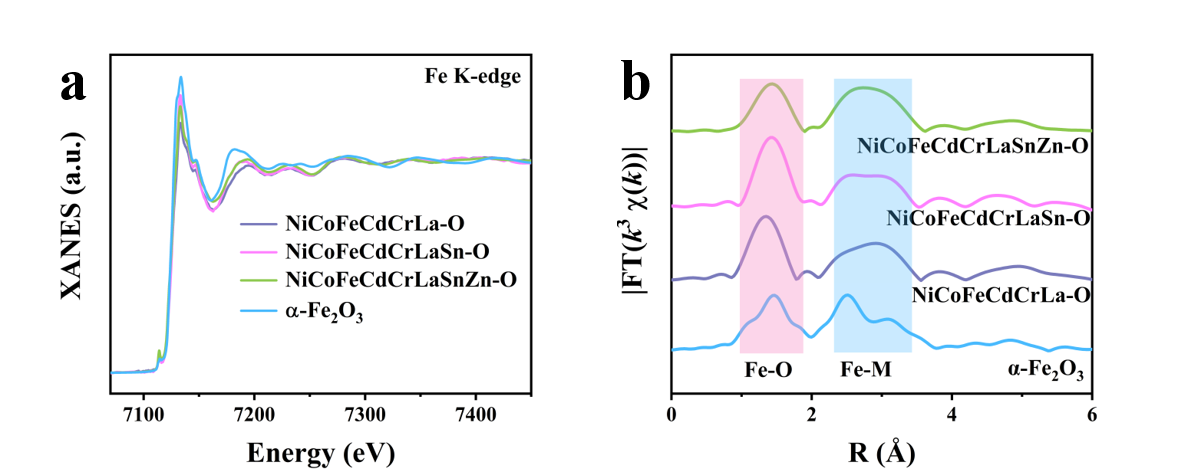 a
Fe K-edge
XANES (a.u.)
NiCoFeCdCrLa-O
NiCoFeCdCrLaSn-O
NiCoFeCdCrLaSnZn-O
α-Fe₂O₃
7100
7200
7300
7400
Energy (eV)
b
|FT(k³ χ(k))|
NiCoFeCdCrLaSnZn-O
NiCoFeCdCrLaSn-O
NiCoFeCdCrLa-O
Fe-O
Fe-M
α-Fe₂O₃
0
2
4
6
R (Å)